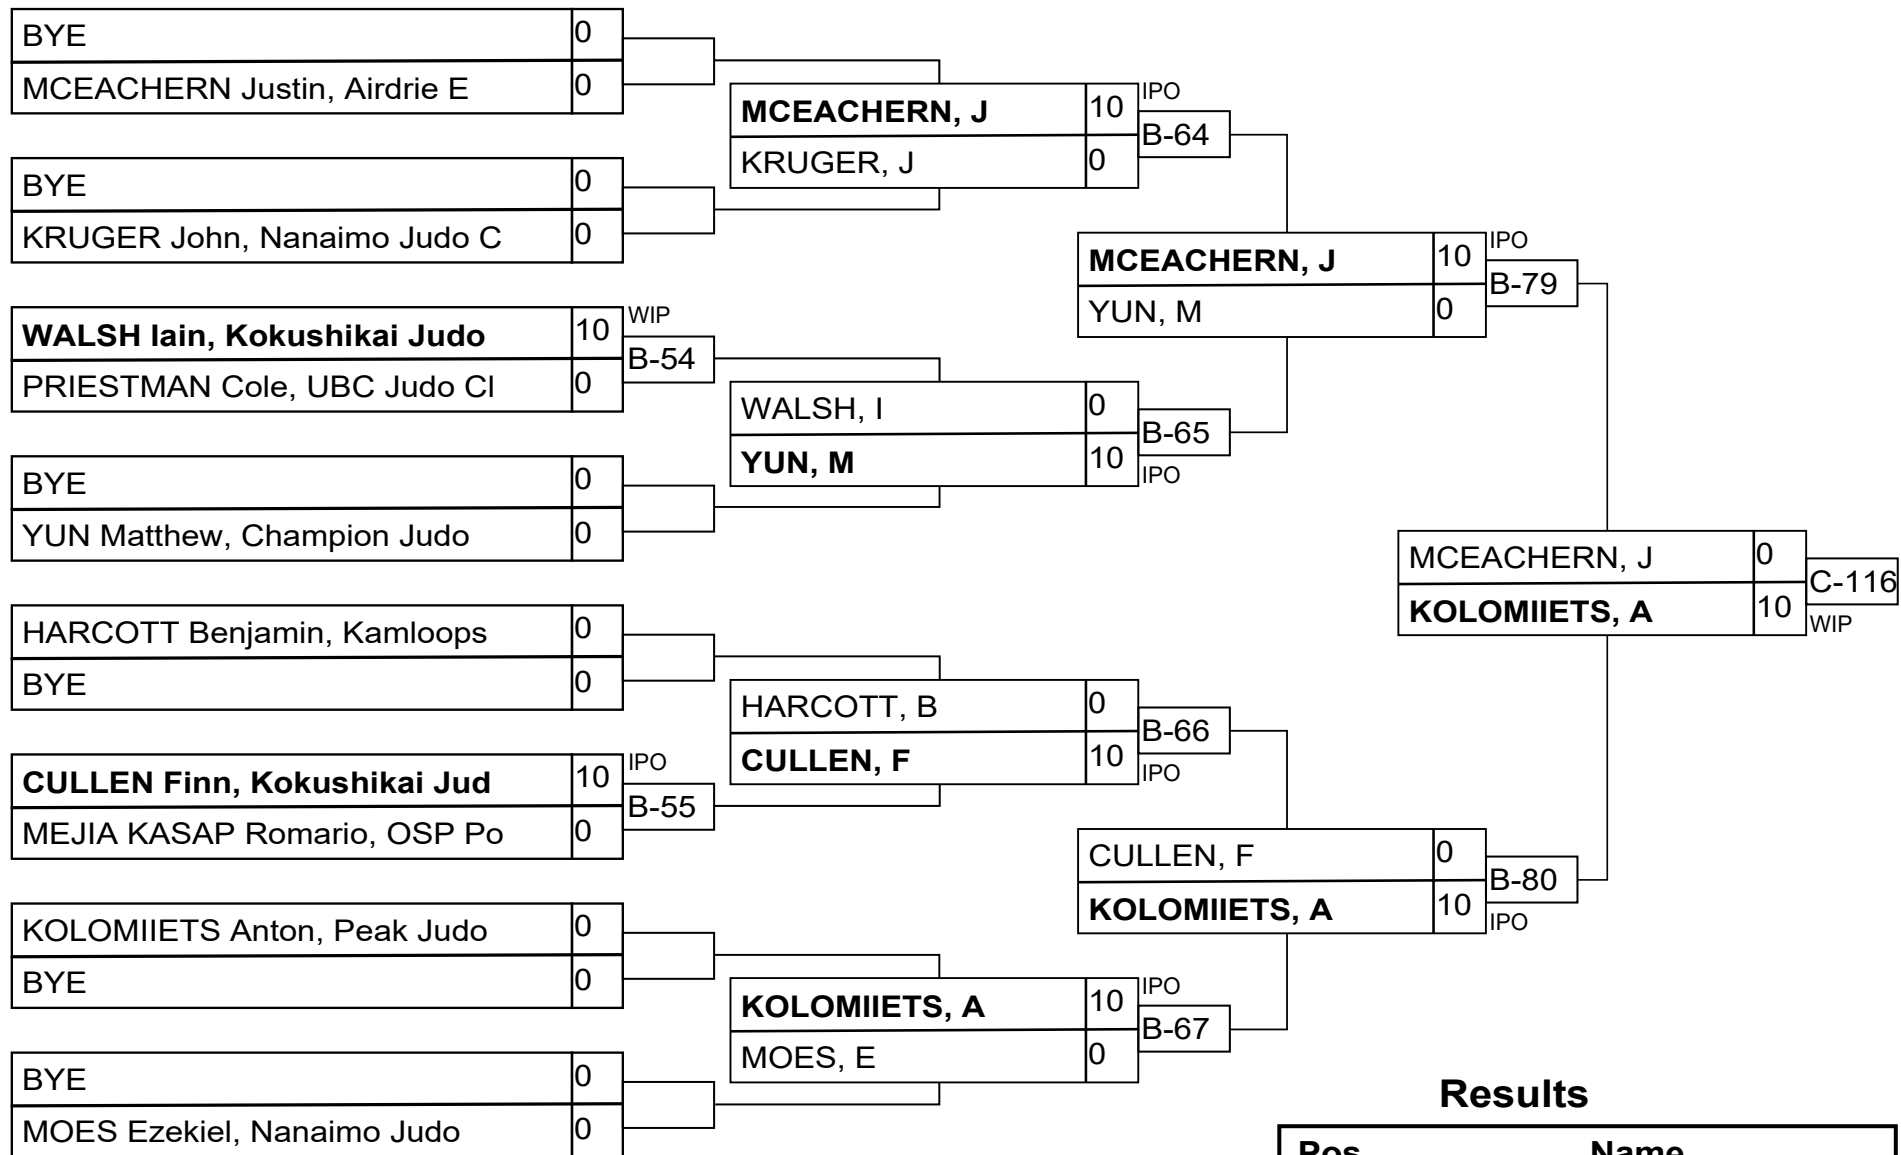 BYE 0
MCEACHERN Justin, Airdrie E 0
BYE 0
KRUGER John, Nanaimo Judo C 0
WALSH Iain, Kokushikai Judo 10 WIP
B-54
PRIESTMAN Cole, UBC Judo Cl 0
BYE 0
YUN Matthew, Champion Judo 0
HARCOTT Benjamin, Kamloops 0
BYE 0
CULLEN Finn, Kokushikai Jud 10 IPO
B-55
MEJIA KASAP Romario, OSP Po 0
KOLOMIIETS Anton, Peak Judo 0
BYE 0
BYE 0
MOES Ezekiel, Nanaimo Judo 0
MCEACHERN, J 10 IPO
B-64
KRUGER, J 0
WALSH, I 0
B-65
YUN, M 10 IPO
HARCOTT, B 0
B-66
CULLEN, F 10 IPO
KOLOMIIETS, A 10 IPO
B-67
MOES, E 0
MCEACHERN, J 10 IPO
B-79
YUN, M 0
CULLEN, F 0
B-80
KOLOMIIETS, A 10 IPO
MCEACHERN, J 0
C-116
KOLOMIIETS, A 10 WIP
Results
Pos Name